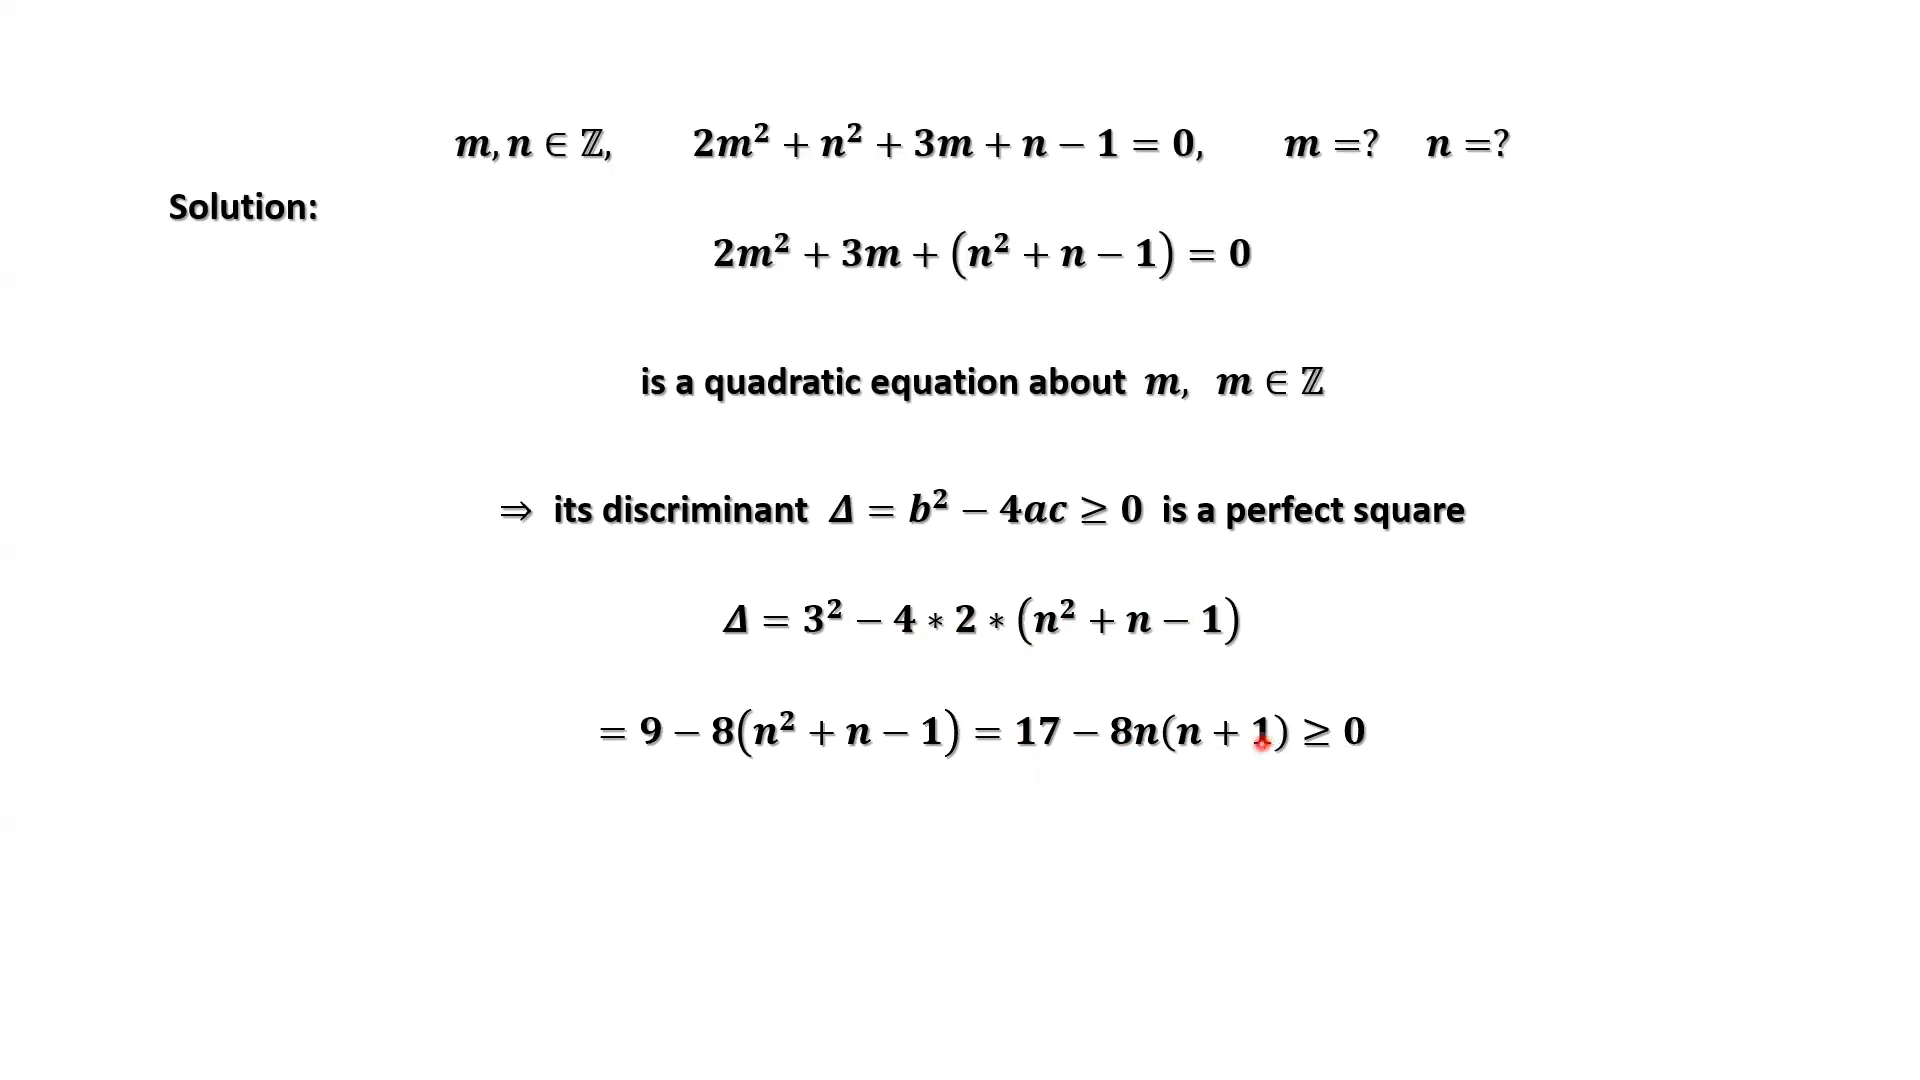 𝒎, 𝒏 ∈ ℤ, 𝟐𝒎² + 𝒏² + 𝟑𝒎 + 𝒏 − 𝟏 = 𝟎, 𝒎 =? 𝒏 =?
Solution:
𝟐𝒎² + 𝟑𝒎 + (𝒏² + 𝒏 − 𝟏) = 𝟎
is a quadratic equation about 𝒎, 𝒎 ∈ ℤ
⇒ its discriminant 𝜟 = 𝒃² − 𝟒𝒂𝒄 ≥ 𝟎 is a perfect square
𝜟 = 𝟑² − 𝟒 ∗ 𝟐 ∗ (𝒏² + 𝒏 − 𝟏)
= 𝟗 − 𝟖(𝒏² + 𝒏 − 𝟏) = 𝟏𝟕 − 𝟖𝒏(𝒏 + 𝟏) ≥ 𝟎